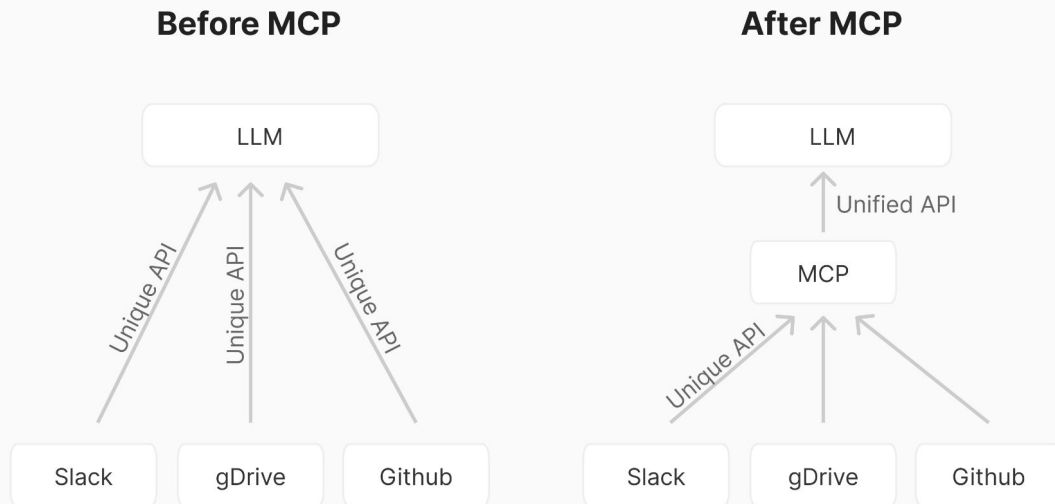 Before MCP
LLM
Unique API
Unique API
Unique API
Slack
gDrive
Github
After MCP
LLM
Unified API
MCP
Unique API
Slack
gDrive
Github